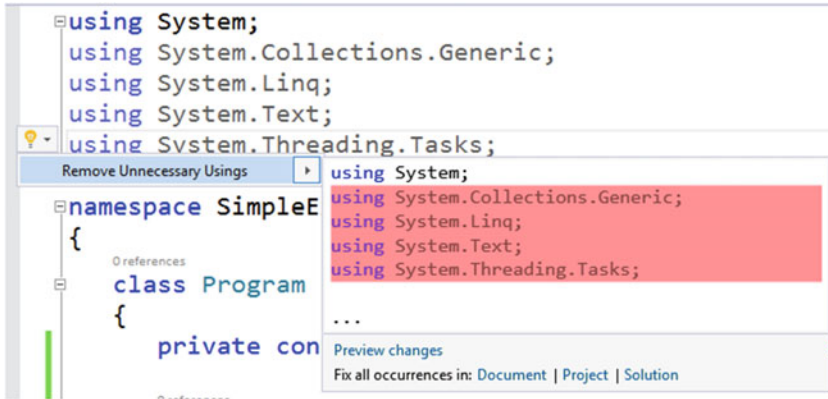 using System;
using System.Collections.Generic;
using System.Linq;
using System.Text;
using System.Threading.Tasks;
Remove Unnecessary Usings
using System;
using System.Collections.Generic;
using System.Linq;
using System.Text;
using System.Threading.Tasks;
...
Preview changes
Fix all occurrences in: Document | Project | Solution
namespace SimpleE
{
0 references
class Program
{
private con